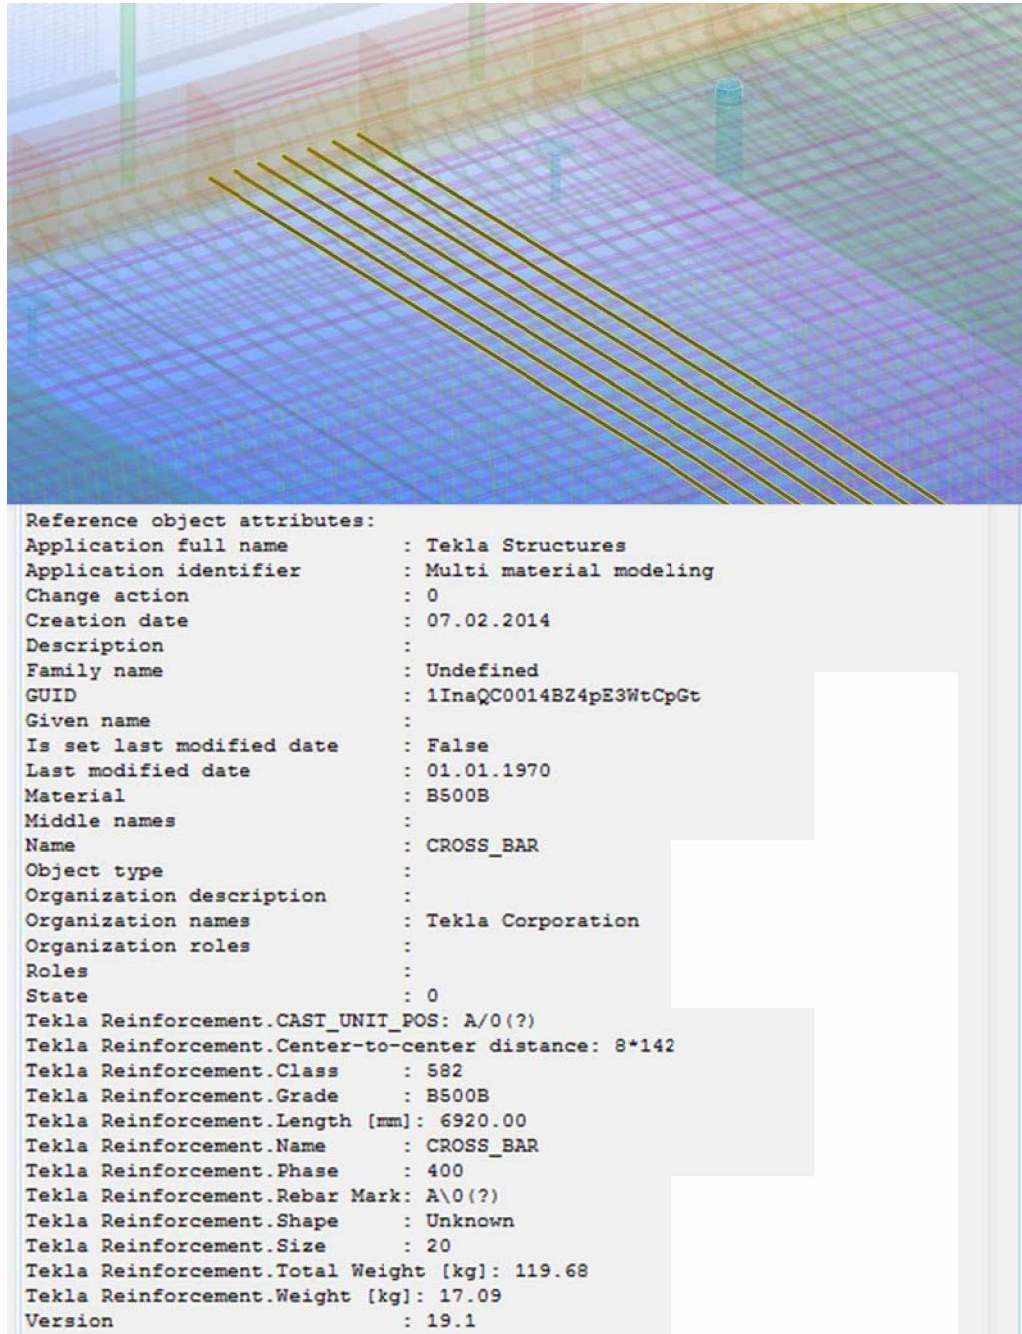 Reference object attributes:
Application full name : Tekla Structures
Application identifier : Multi material modeling
Change action : 0
Creation date : 07.02.2014
Description :
Family name : Undefined
GUID : 1InaQC0014BZ4pE3WtCpGt
Given name :
Is set last modified date : False
Last modified date : 01.01.1970
Material : B500B
Middle names :
Name : CROSS_BAR
Object type :
Organization description :
Organization names : Tekla Corporation
Organization roles :
Roles :
State : 0
Tekla Reinforcement.CAST_UNIT_POS: A/0(?)
Tekla Reinforcement.Center-to-center distance: 8*142
Tekla Reinforcement.Class : 582
Tekla Reinforcement.Grade : B500B
Tekla Reinforcement.Length [mm]: 6920.00
Tekla Reinforcement.Name : CROSS_BAR
Tekla Reinforcement.Phase : 400
Tekla Reinforcement.Rebar Mark: A\0(?)
Tekla Reinforcement.Shape : Unknown
Tekla Reinforcement.Size : 20
Tekla Reinforcement.Total Weight [kg]: 119.68
Tekla Reinforcement.Weight [kg]: 17.09
Version : 19.1